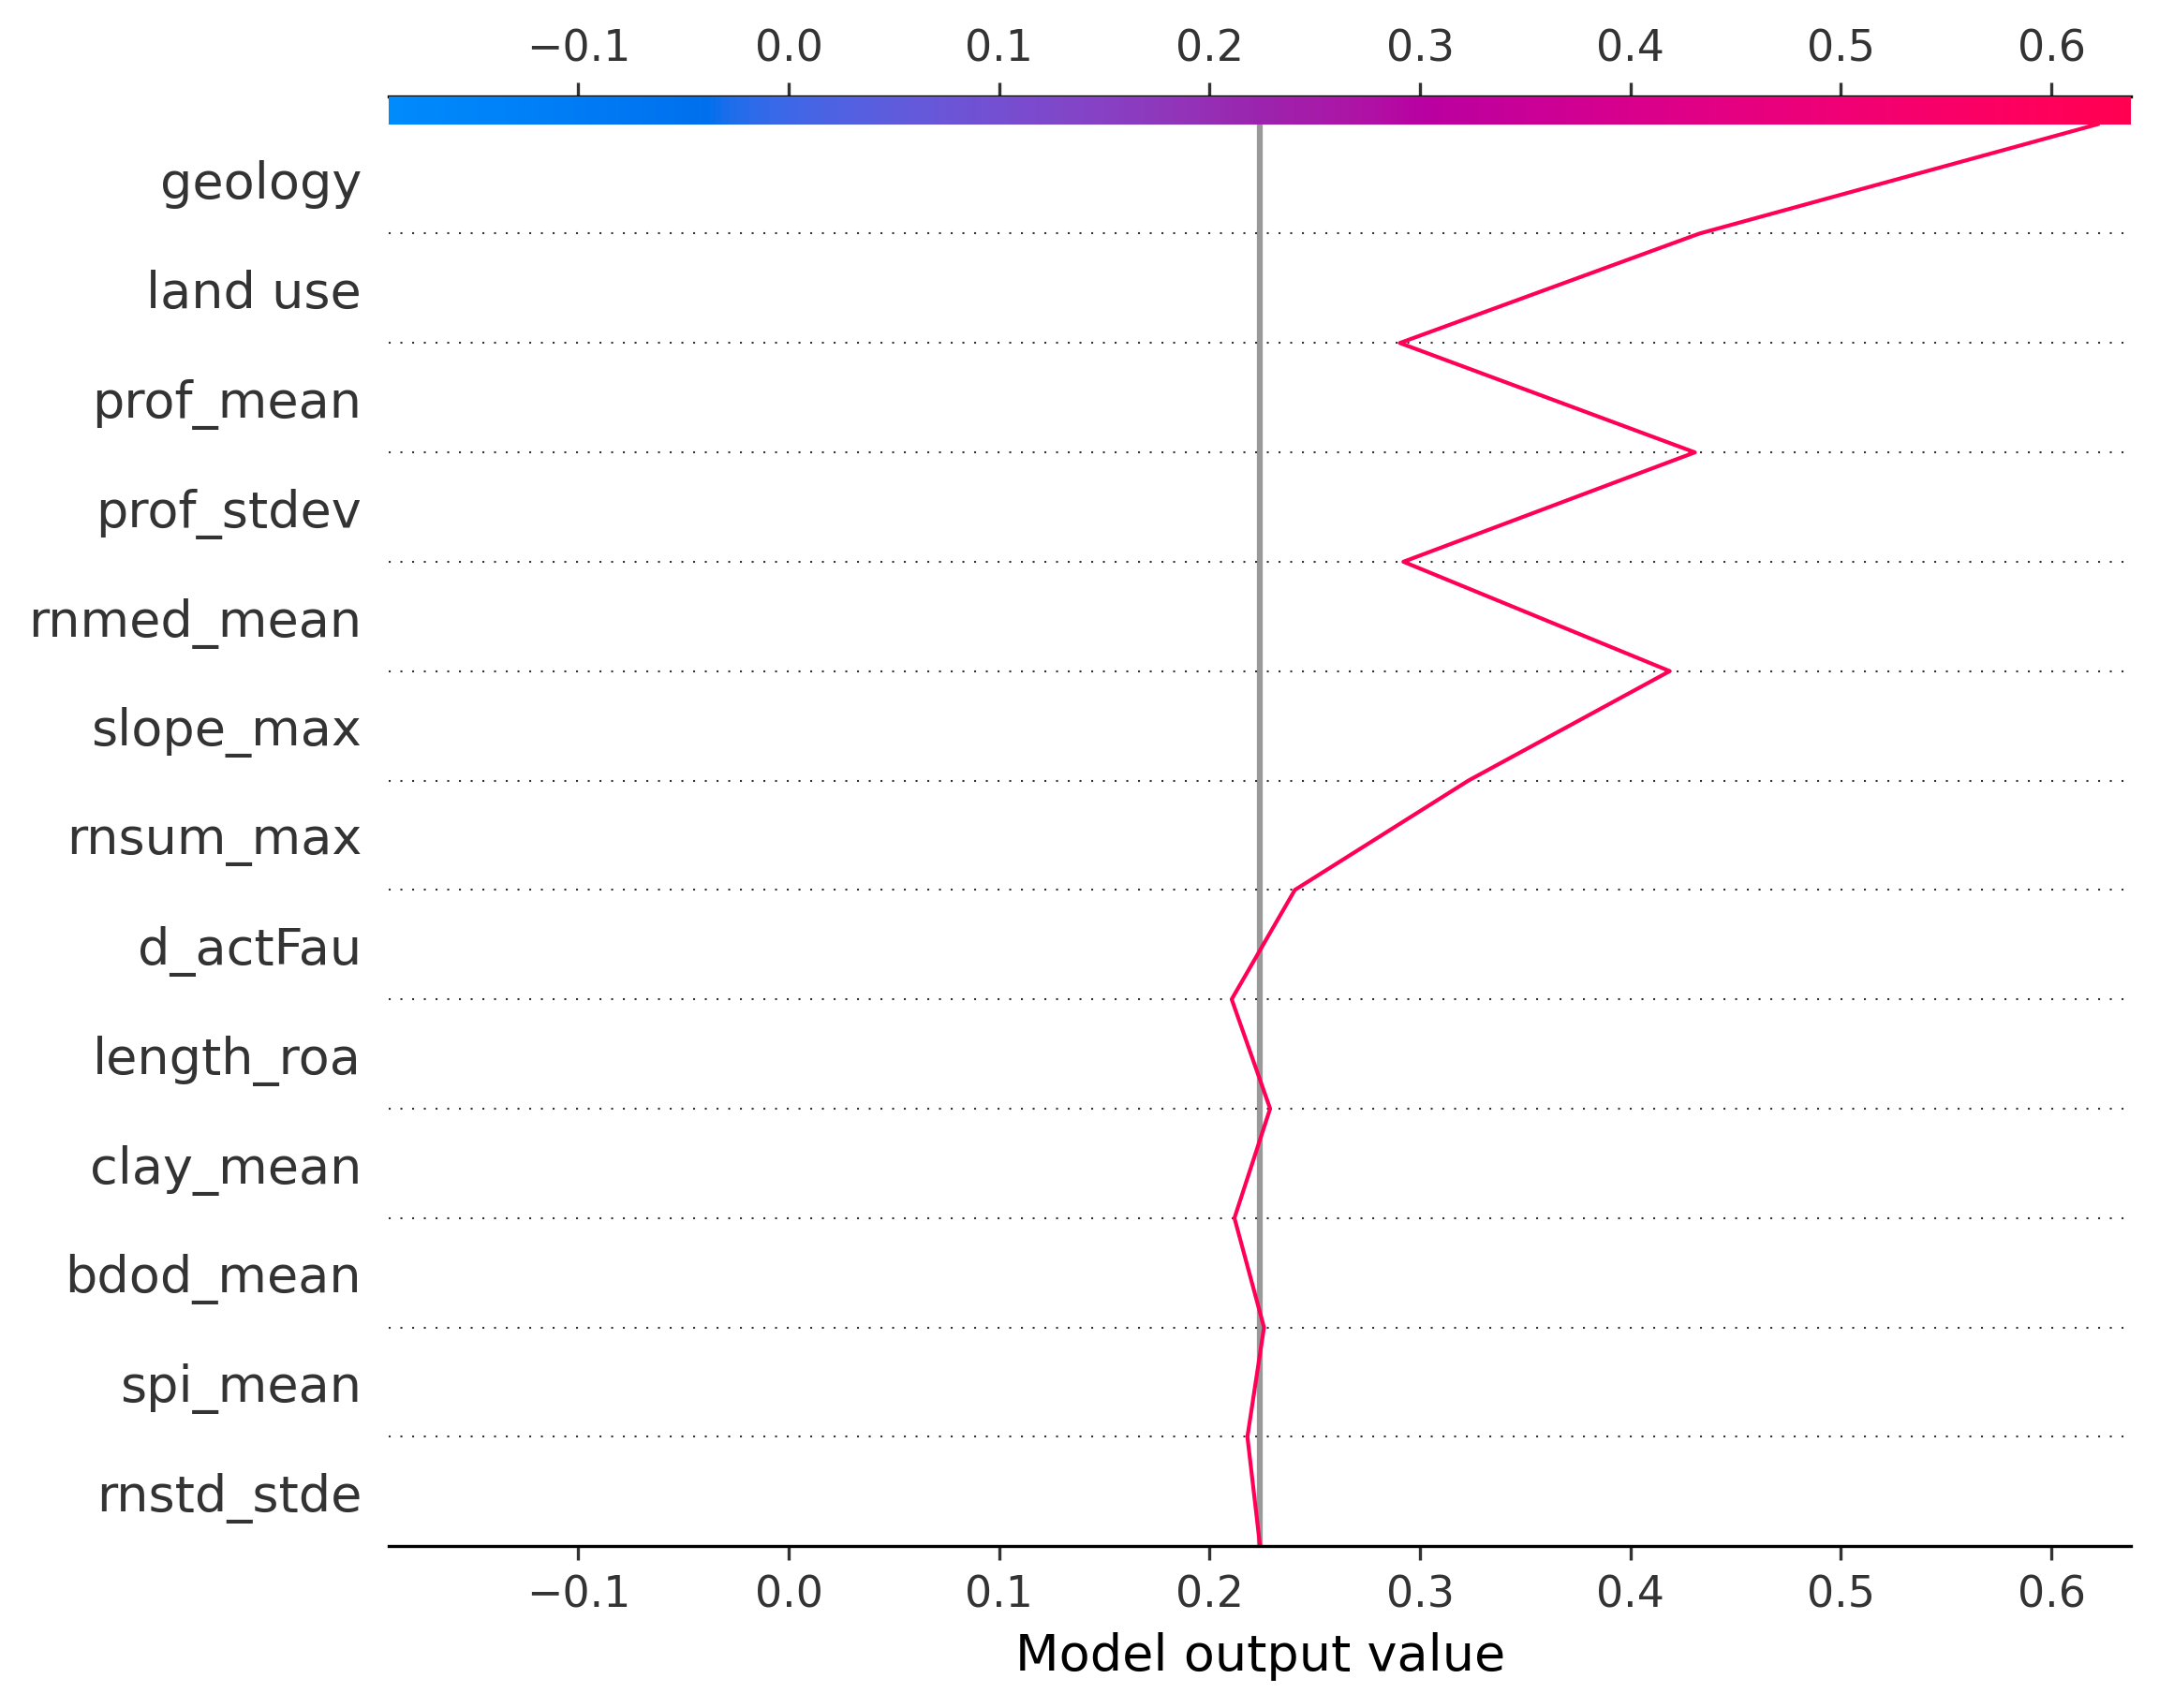 −0.1 0.0 0.1 0.2 0.3 0.4 0.5 0.6
geology
land use
prof_mean
prof_stdev
rnmed_mean
slope_max
rnsum_max
d_actFau
length_roa
clay_mean
bdod_mean
spi_mean
rnstd_stde
−0.1 0.0 0.1 0.2 0.3 0.4 0.5 0.6
Model output value